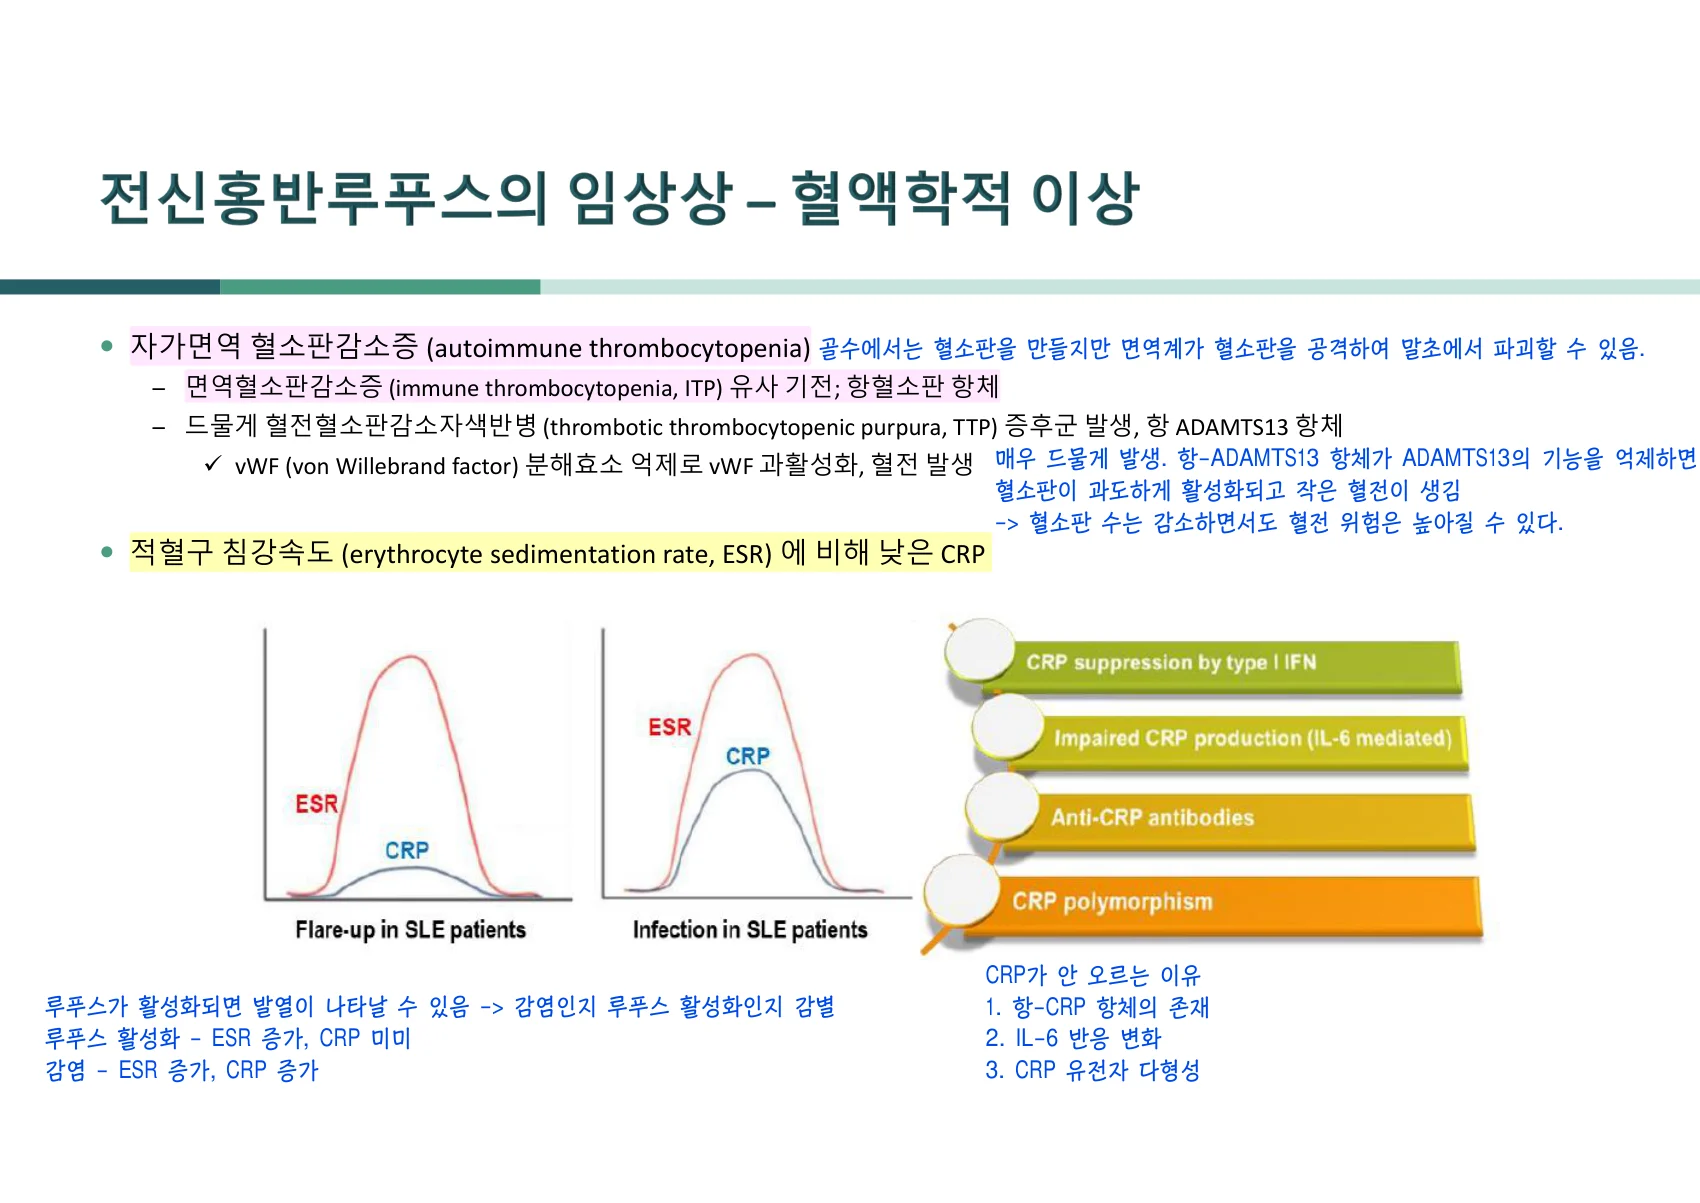 전신홍반루푸스의 임상상 – 혈액학적 이상
• 자가면역 혈소판감소증 (autoimmune thrombocytopenia) 골수에서는 혈소판을 만들지만 면역계가 혈소판을 공격하여 말초에서 파괴할 수 있음.
– 면역혈소판감소증 (immune thrombocytopenia, ITP) 유사 기전; 항혈소판 항체
– 드물게 혈전혈소판감소자색반병 (thrombotic thrombocytopenic purpura, TTP) 증후군 발생, 항 ADAMTS13 항체
✓ vWF (von Willebrand factor) 분해효소 억제로 vWF 과활성화, 혈전 발생
매우 드물게 발생. 항-ADAMTS13 항체가 ADAMTS13의 기능을 억제하면
혈소판이 과도하게 활성화되고 작은 혈전이 생김
-> 혈소판 수는 감소하면서도 혈전 위험은 높아질 수 있다.
• 적혈구 침강속도 (erythrocyte sedimentation rate, ESR) 에 비해 낮은 CRP
ESR
CRP
Flare-up in SLE patients
ESR
CRP
Infection in SLE patients
CRP suppression by type I IFN
Impaired CRP production (IL-6 mediated)
Anti-CRP antibodies
CRP polymorphism
루푸스가 활성화되면 발열이 나타날 수 있음 -> 감염인지 루푸스 활성화인지 감별
루푸스 활성화 - ESR 증가, CRP 미미
감염 - ESR 증가, CRP 증가
CRP가 안 오르는 이유
1. 항-CRP 항체의 존재
2. IL-6 반응 변화
3. CRP 유전자 다형성